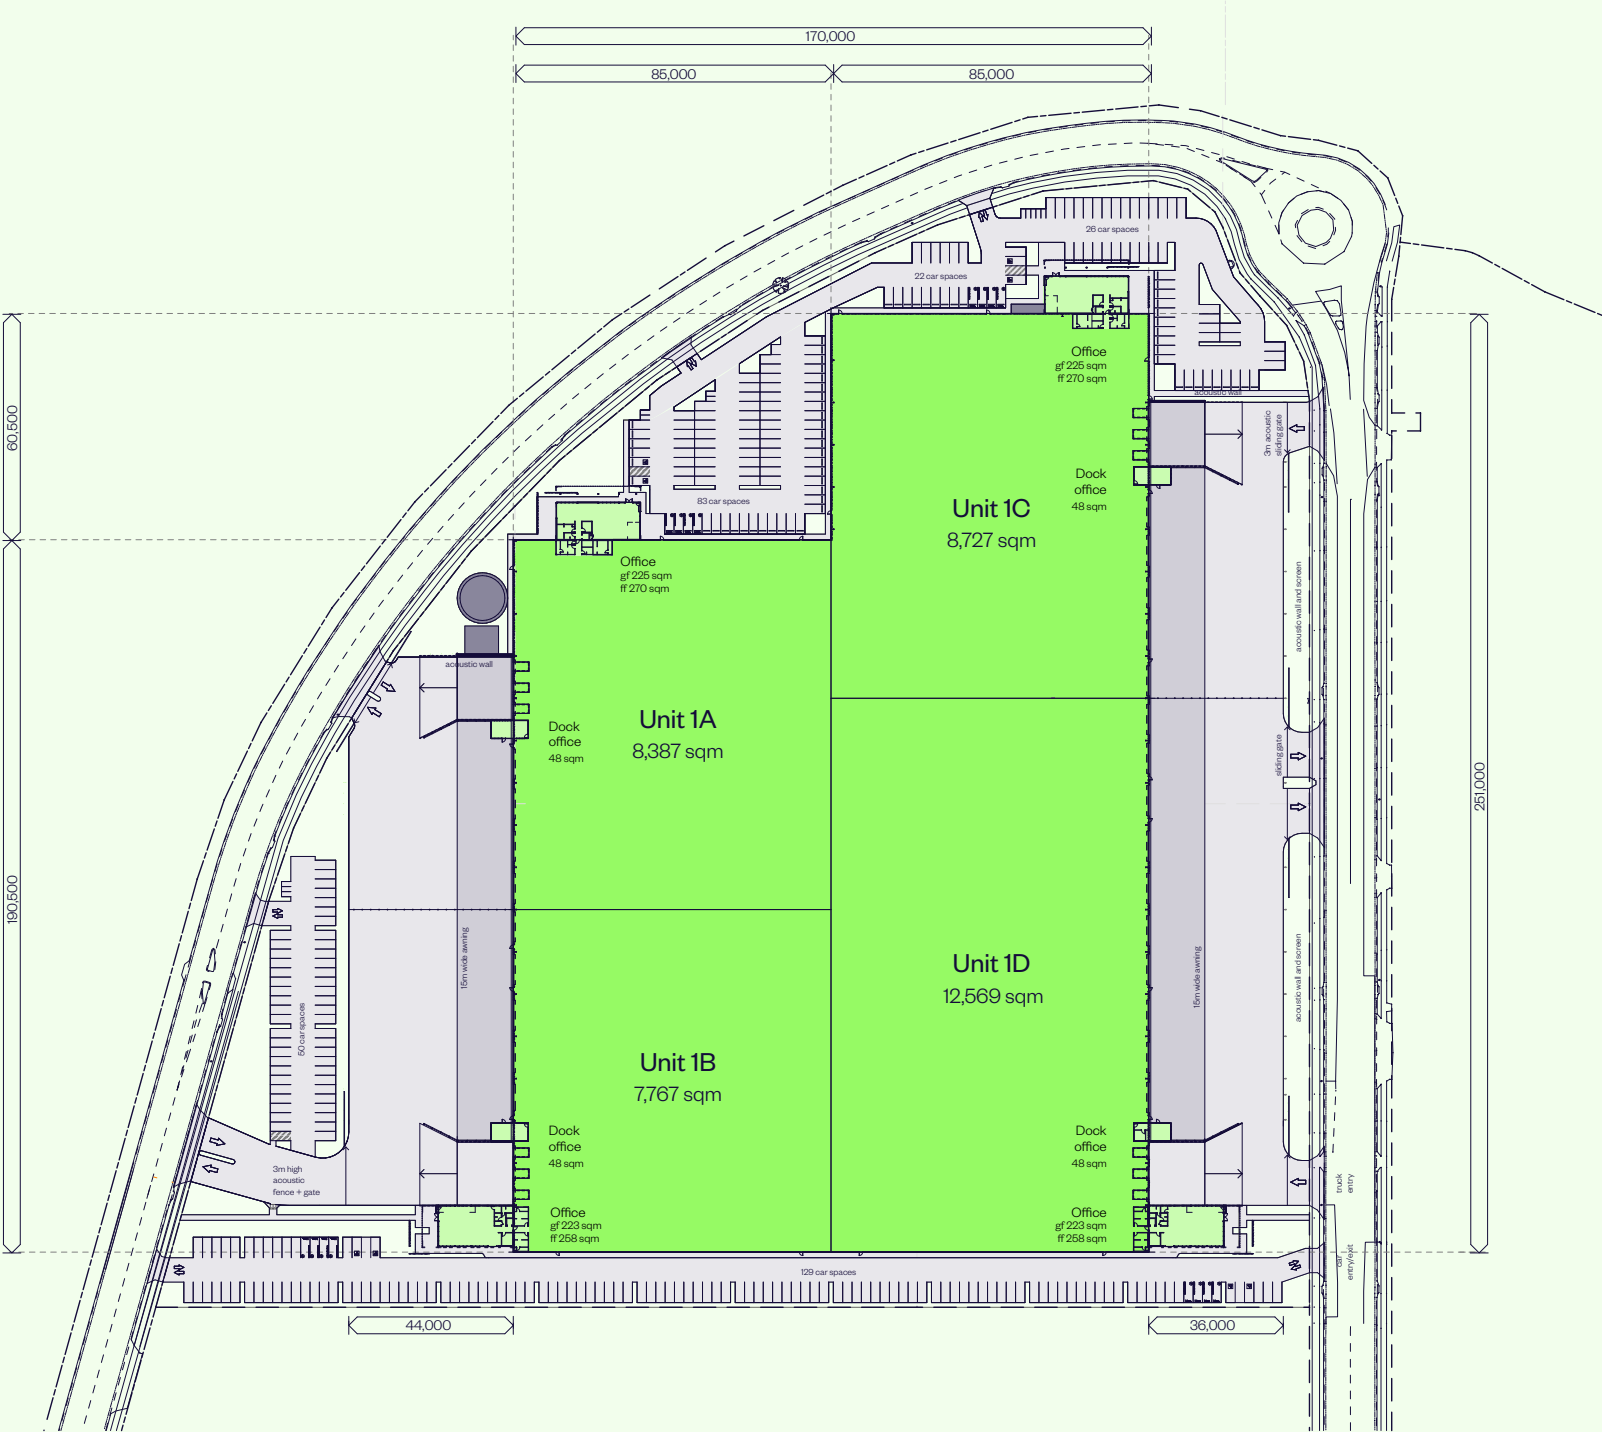 170,000
85,000
85,000
26 car spaces
22 car spaces
Office
gf 225 sqm
ff 270 sqm
acoustic wall
3m acoustic
sliding gate
60,500
Dock
office
48 sqm
83 car spaces
Unit 1C
8,727 sqm
Office
gf 225 sqm
ff 270 sqm
acoustic wall and screen
acoustic wall
Unit 1A
8,387 sqm
Dock
office
48 sqm
sliding gate
251,000
190,500
15m wide awning
15m wide awning
acoustic wall and screen
Unit 1D
12,569 sqm
50 car spaces
Unit 1B
7,767 sqm
Dock
office
48 sqm
Dock
office
48 sqm
3m high
acoustic
fence + gate
truck
entry
Office
gf 223 sqm
ff 258 sqm
Office
gf 223 sqm
ff 258 sqm
car
entry/exit
129 car spaces
44,000
36,000